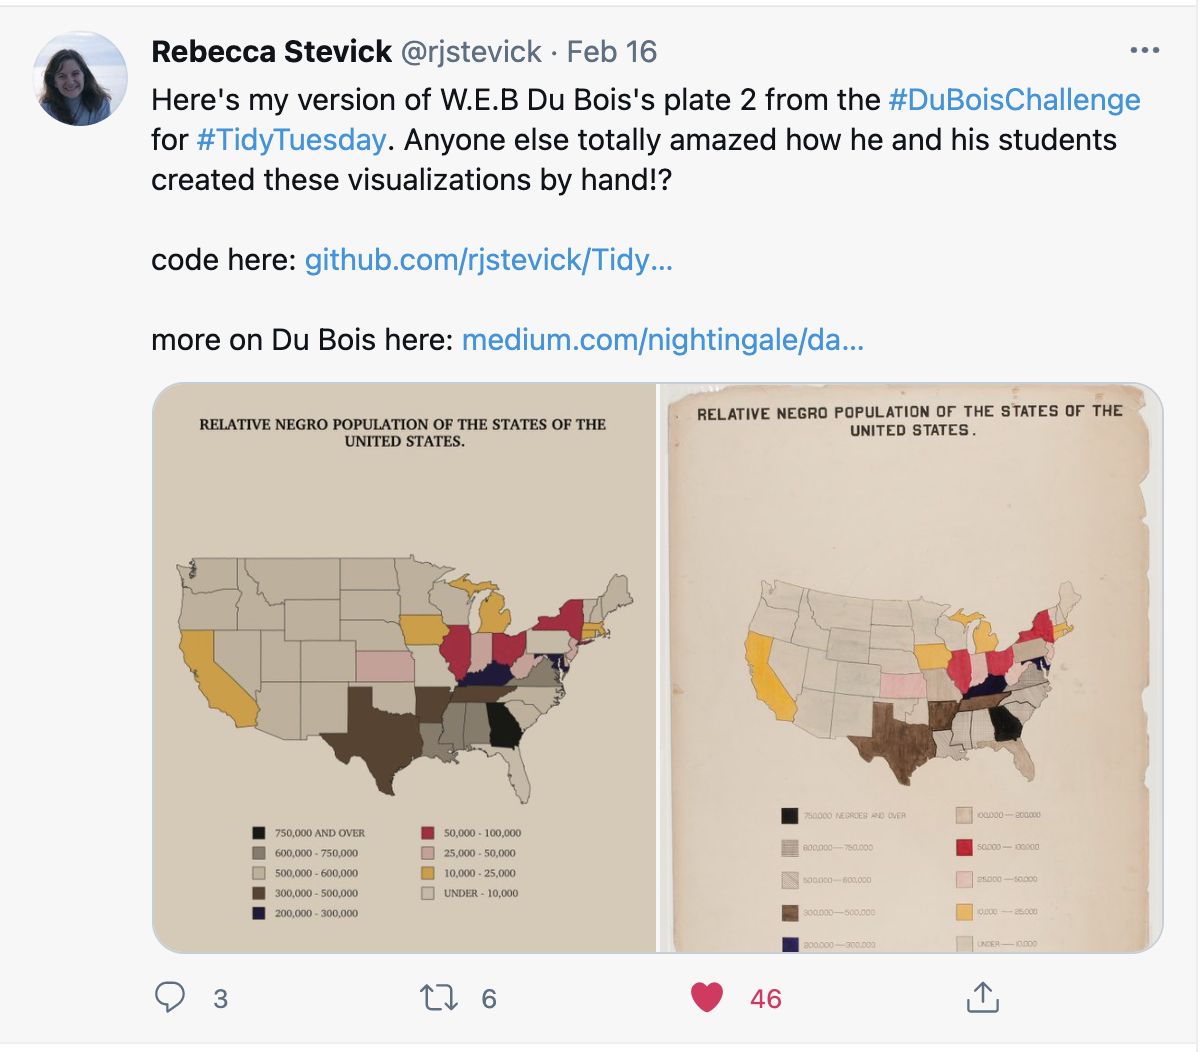 Rebecca Stevick @rjstevick · Feb 16
Here's my version of W.E.B Du Bois's plate 2 from the #DuBoisChallenge
for #TidyTuesday. Anyone else totally amazed how he and his students
created these visualizations by hand!?
code here: github.com/rjstevick/Tidy...
more on Du Bois here: medium.com/nightingale/da...
RELATIVE NEGRO POPULATION OF THE STATES OF THE
UNITED STATES.
750,000 AND OVER
600,000 - 750,000
500,000 - 600,000
300,000 - 500,000
200,000 - 300,000
50,000 - 100,000
25,000 - 50,000
10,000 - 25,000
UNDER - 10,000
RELATIVE NEGRO POPULATION OF THE STATES OF THE
UNITED STATES.
750,000 NEGROES AND OVER
600,000 — 750,000
500,000 — 600,000
300,000 — 500,000
200,000 — 300,000
100,000 — 200,000
50,000 — 100,000
25,000 — 50,000
10,000 — 25,000
UNDER — 10,000
3
6
46